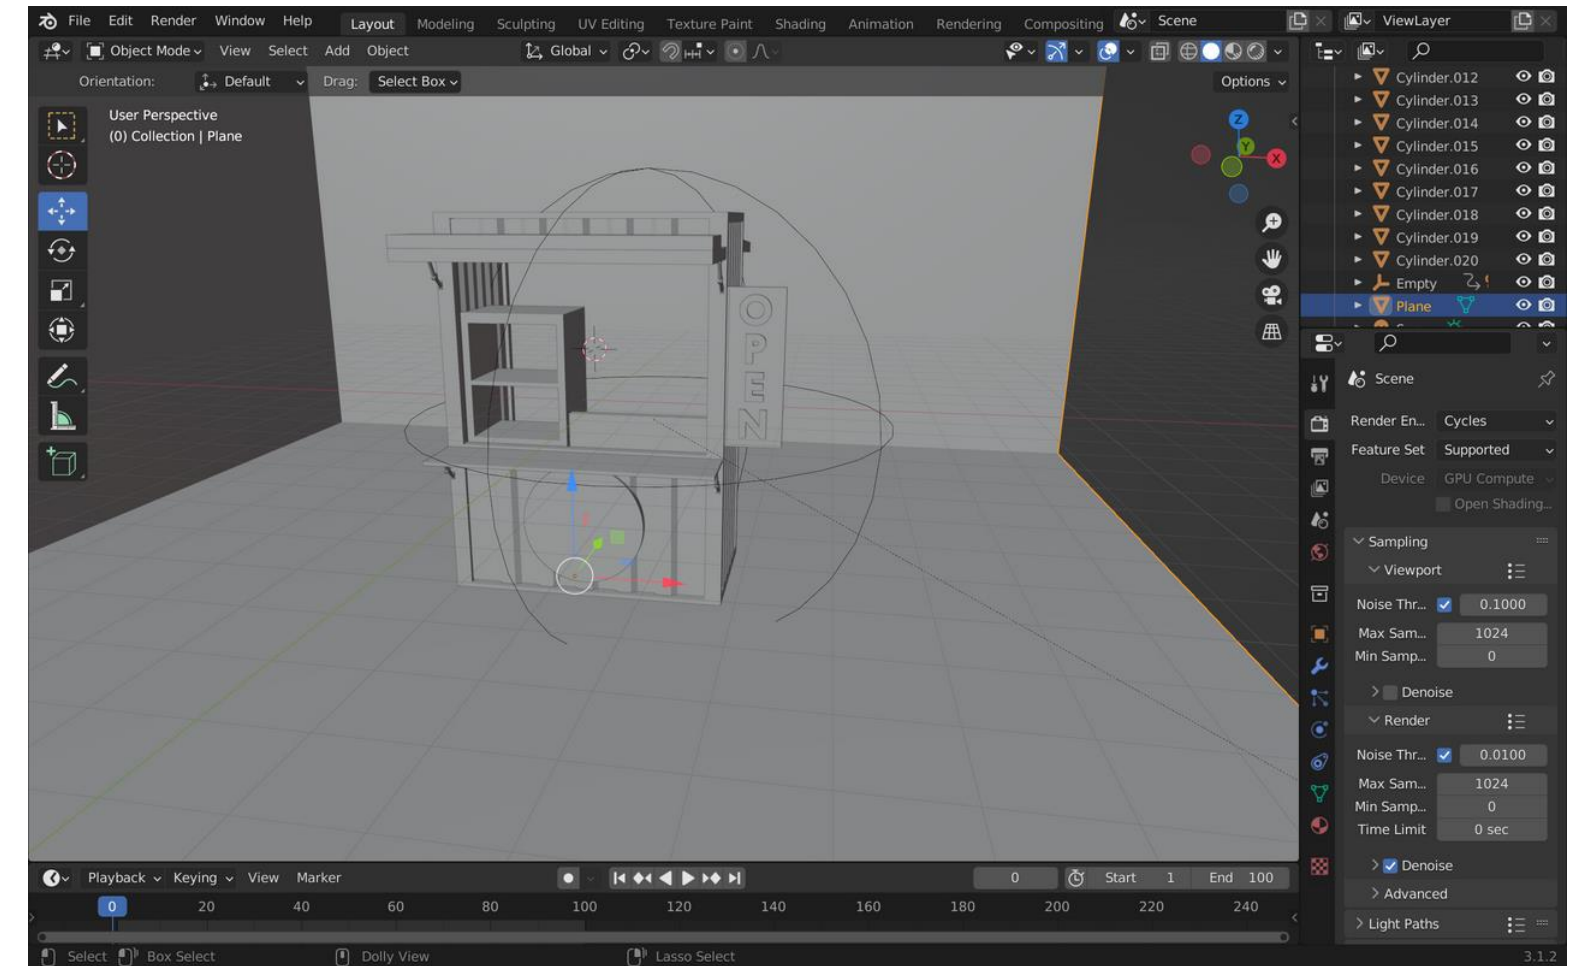 File Edit Render Window Help Layout Modeling Sculpting UV Editing Texture Paint Shading Animation Rendering Compositing Scene ViewLayer
Object Mode View Select Add Object Global
Orientation: Default Drag: Select Box Options
User Perspective
(0) Collection | Plane
Z
Y
X
O
P
E
N
Cylinder.012
Cylinder.013
Cylinder.014
Cylinder.015
Cylinder.016
Cylinder.017
Cylinder.018
Cylinder.019
Cylinder.020
Empty
Plane
Scene
Render En... Cycles
Feature Set Supported
Device GPU Compute
Open Shading...
Sampling
Viewport
Noise Thr... 0.1000
Max Sam... 1024
Min Samp... 0
Denoise
Render
Noise Thr... 0.0100
Max Sam... 1024
Min Samp... 0
Time Limit 0 sec
Denoise
Advanced
Light Paths
Playback Keying View Marker 0 Start 1 End 100
0 20 40 60 80 100 120 140 160 180 200 220 240
Select Box Select Dolly View Lasso Select 3.1.2